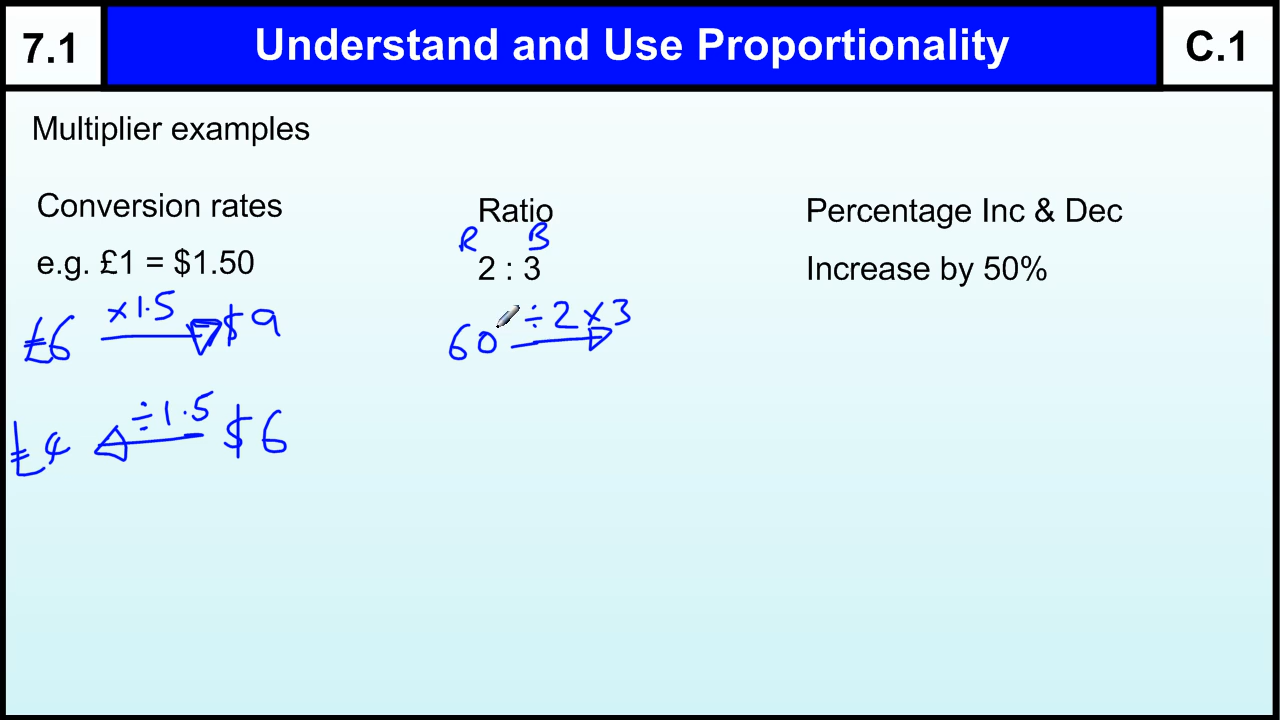 7.1
Understand and Use Proportionality
C.1
Multiplier examples
Conversion rates
e.g. £1 = $1.50
£6 ×1.5 $9
£4 ÷1.5 $6
Ratio
R B
2 : 3
60 ÷2×3
Percentage Inc & Dec
Increase by 50%